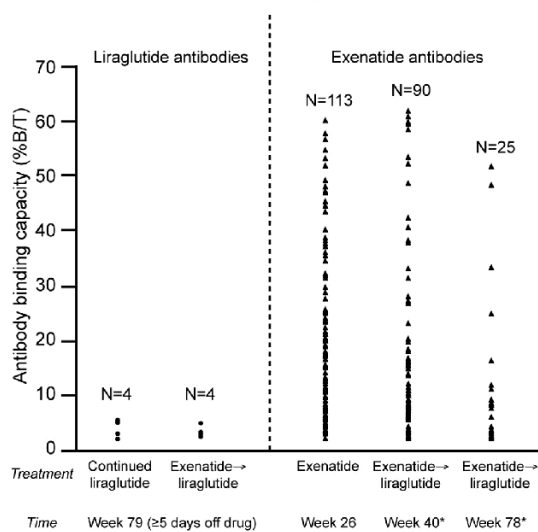 Liraglutide antibodies
Exenatide antibodies
Antibody binding capacity (%B/T)
70
60
50
40
30
20
10
0
N=4
N=4
N=113
N=90
N=25
Treatment
Continued liraglutide
Exenatide→ liraglutide
Exenatide
Exenatide→ liraglutide
Exenatide→ liraglutide
Time
Week 79 (≥5 days off drug)
Week 26
Week 40*
Week 78*